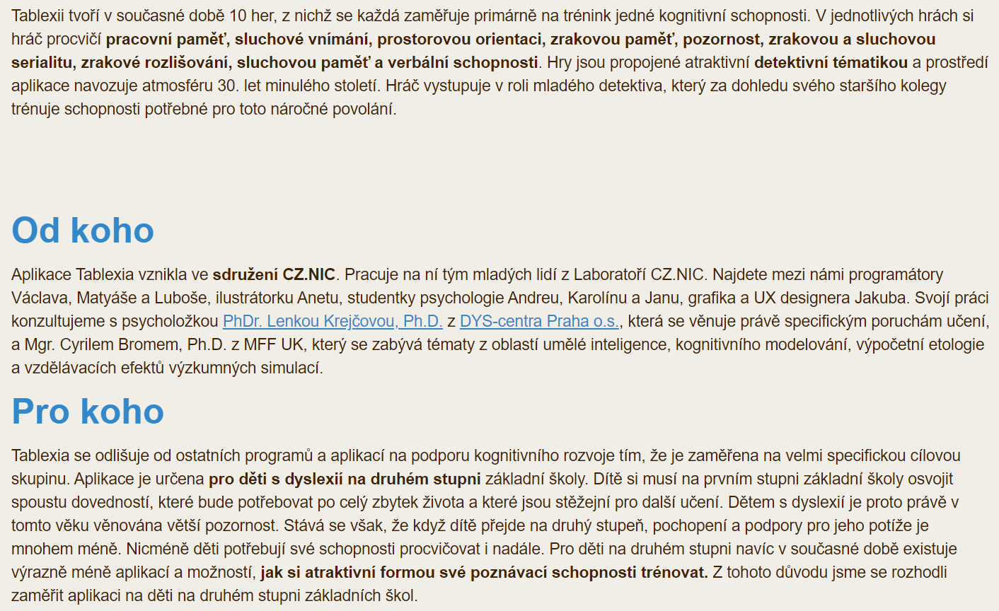 Tablexii tvoří v současné době 10 her, z nichž se každá zaměřuje primárně na trénink jedné kognitivní schopnosti. V jednotlivých hrách si
hráč procvičí pracovní paměť, sluchové vnímání, prostorovou orientaci, zrakovou paměť, pozornost, zrakovou a sluchovou
serialitu, zrakové rozlišování, sluchovou paměť a verbální schopnosti. Hry jsou propojené atraktivní detektivní tématikou a prostředí
aplikace navozuje atmosféru 30. let minulého století. Hráč vystupuje v roli mladého detektiva, který za dohledu svého staršího kolegy
trénuje schopnosti potřebné pro toto náročné povolání.
Od koho
Aplikace Tablexia vznikla ve sdružení CZ.NIC. Pracuje na ní tým mladých lidí z Laboratoří CZ.NIC. Najdete mezi námi programátory
Václava, Matyáše a Luboše, ilustrátorku Anetu, studentky psychologie Andreu, Karolínu a Janu, grafika a UX designera Jakuba. Svojí práci
konzultujeme s psycholožkou PhDr. Lenkou Krejčovou, Ph.D. z DYS-centra Praha o.s., která se věnuje právě specifickým poruchám učení,
a Mgr. Cyrilem Bromem, Ph.D. z MFF UK, který se zabývá tématy z oblastí umělé inteligence, kognitivního modelování, výpočetní etologie
a vzdělávacích efektů výzkumných simulací.
Pro koho
Tablexia se odlišuje od ostatních programů a aplikací na podporu kognitivního rozvoje tím, že je zaměřena na velmi specifickou cílovou
skupinu. Aplikace je určena pro děti s dyslexií na druhém stupni základní školy. Dítě si musí na prvním stupni základní školy osvojit
spoustu dovedností, které bude potřebovat po celý zbytek života a které jsou stěžejní pro další učení. Dětem s dyslexií je proto právě v
tomto věku věnována větší pozornost. Stává se však, že když dítě přejde na druhý stupeň, pochopení a podpory pro jeho potíže je
mnohem méně. Nicméně děti potřebují své schopnosti procvičovat i nadále. Pro děti na druhém stupni navíc v současné době existuje
výrazně méně aplikací a možností, jak si atraktivní formou své poznávací schopnosti trénovat. Z tohoto důvodu jsme se rozhodli
zaměřit aplikaci na děti na druhém stupni základních škol.